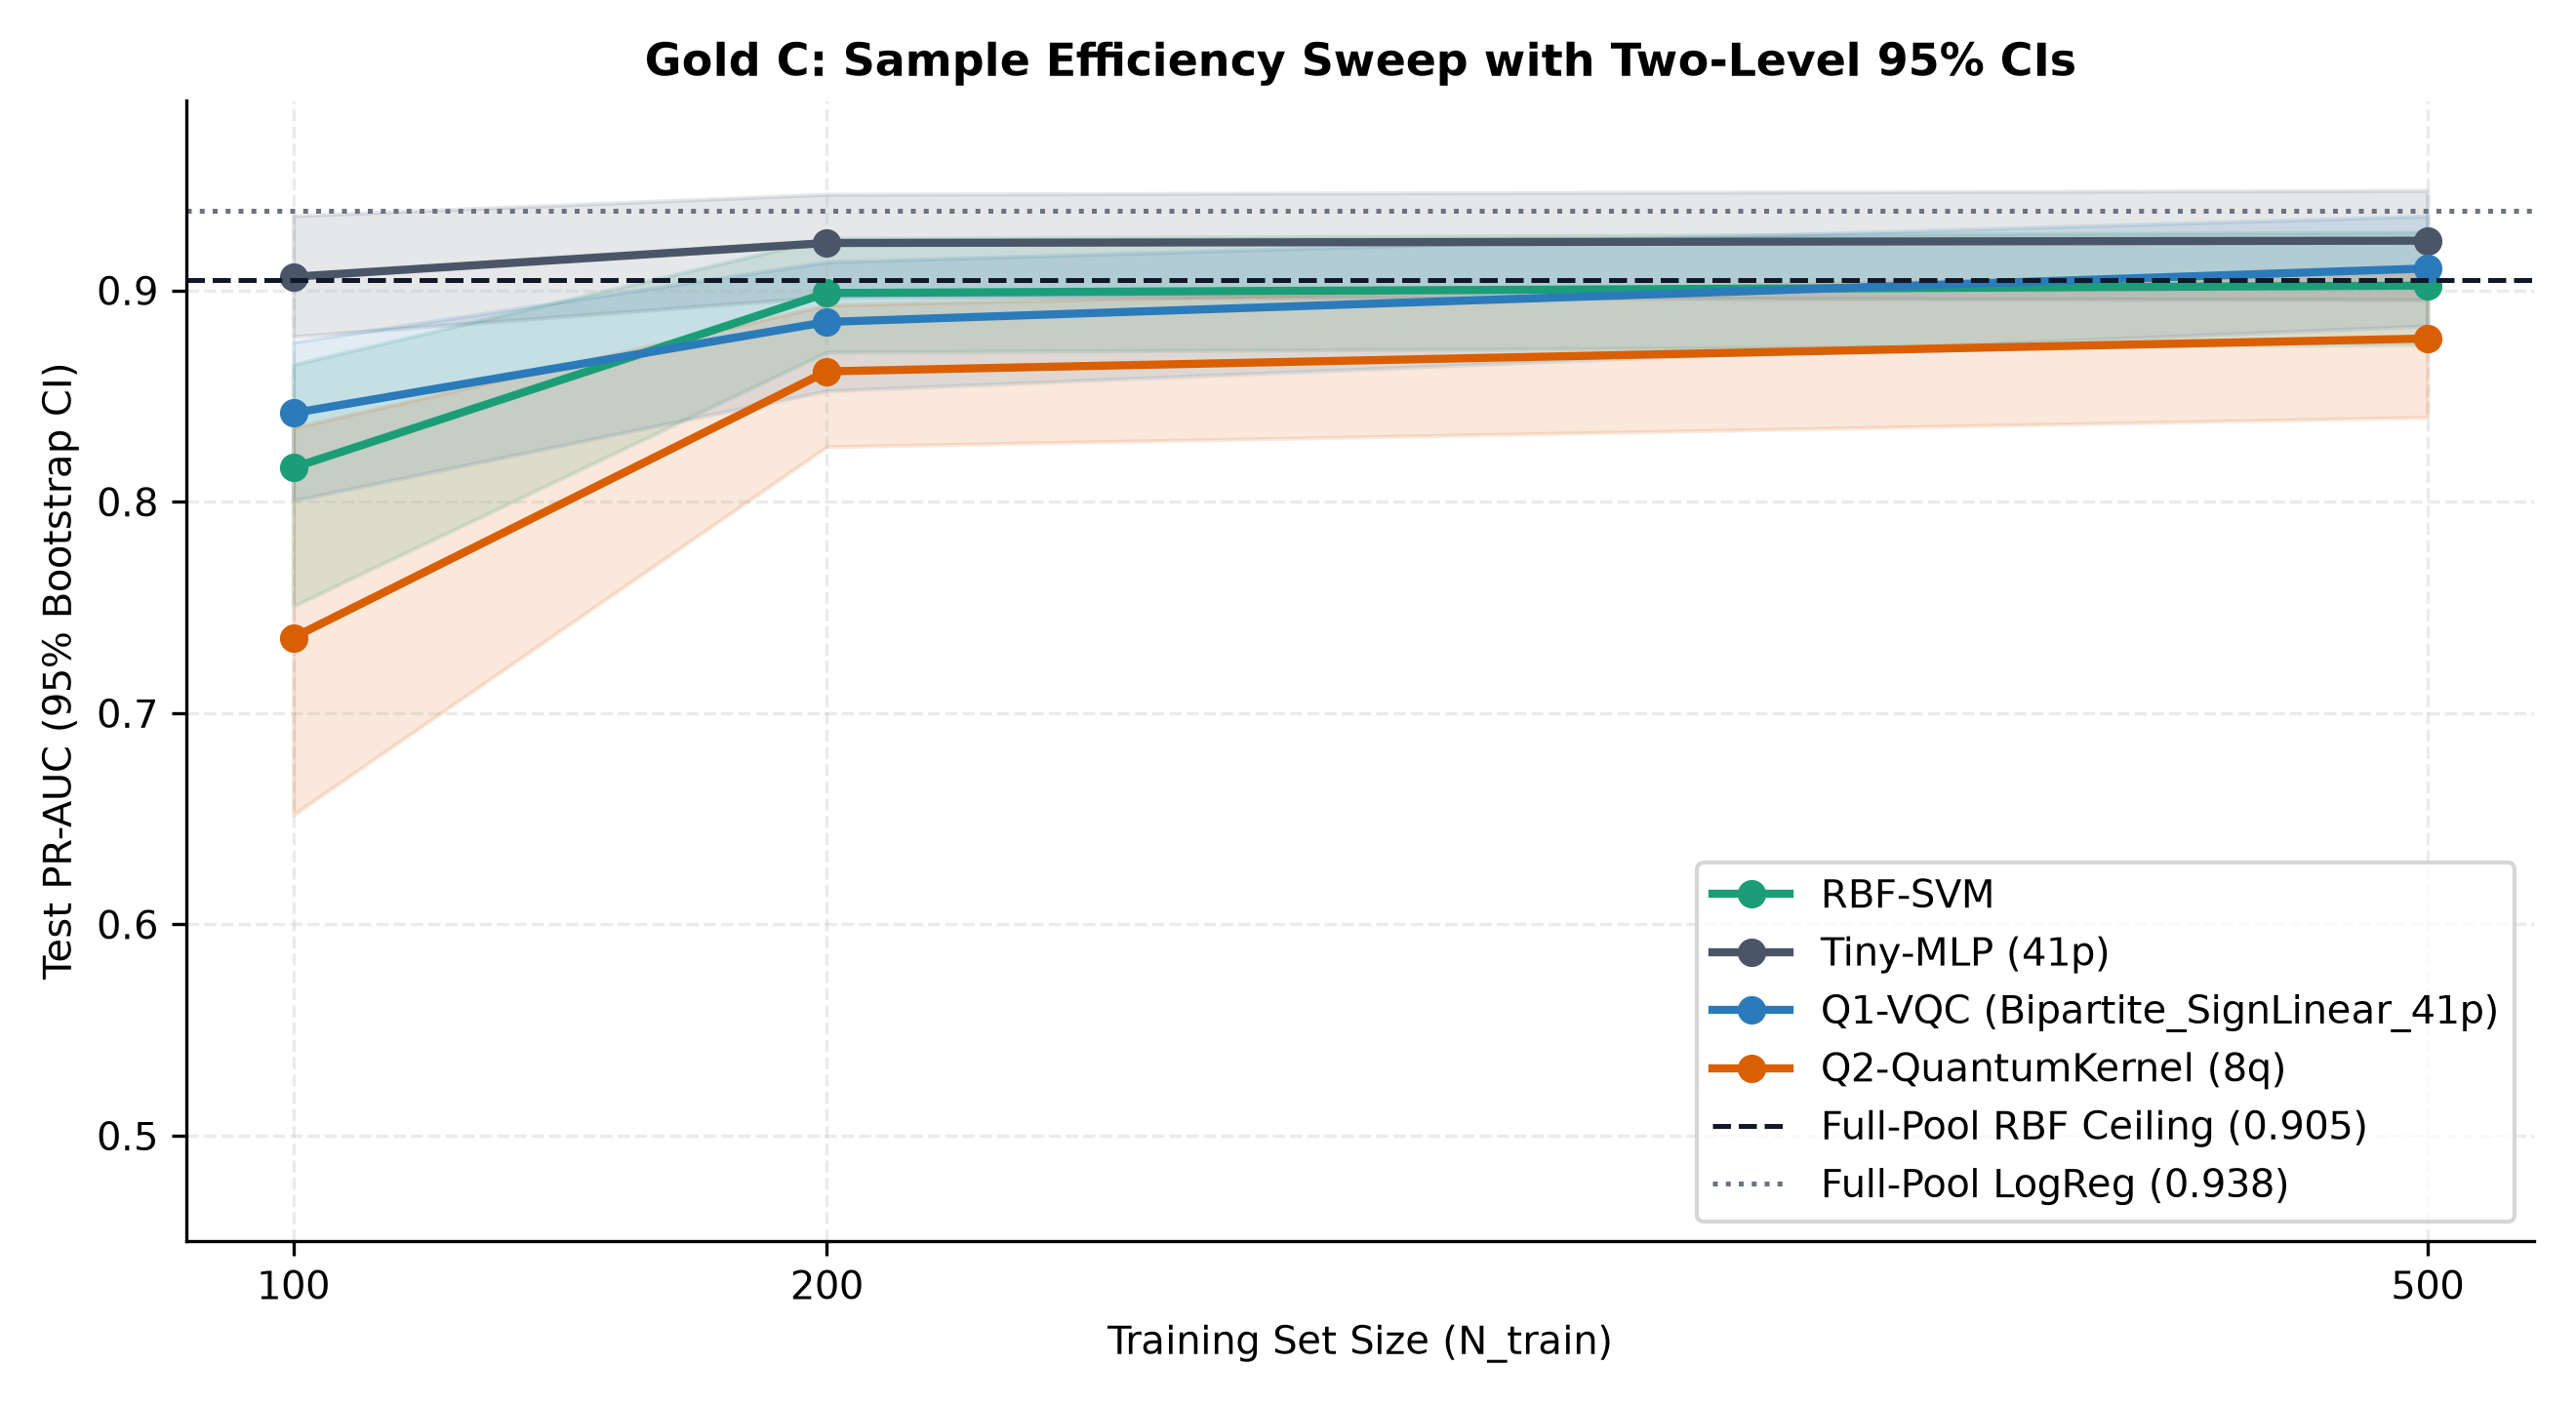 Gold C: Sample Efficiency Sweep with Two-Level 95% CIs
Test PR-AUC (95% Bootstrap CI)
0.9
0.8
0.7
0.6
0.5
100
200
500
Training Set Size (N_train)
RBF-SVM
Tiny-MLP (41p)
Q1-VQC (Bipartite_SignLinear_41p)
Q2-QuantumKernel (8q)
Full-Pool RBF Ceiling (0.905)
Full-Pool LogReg (0.938)